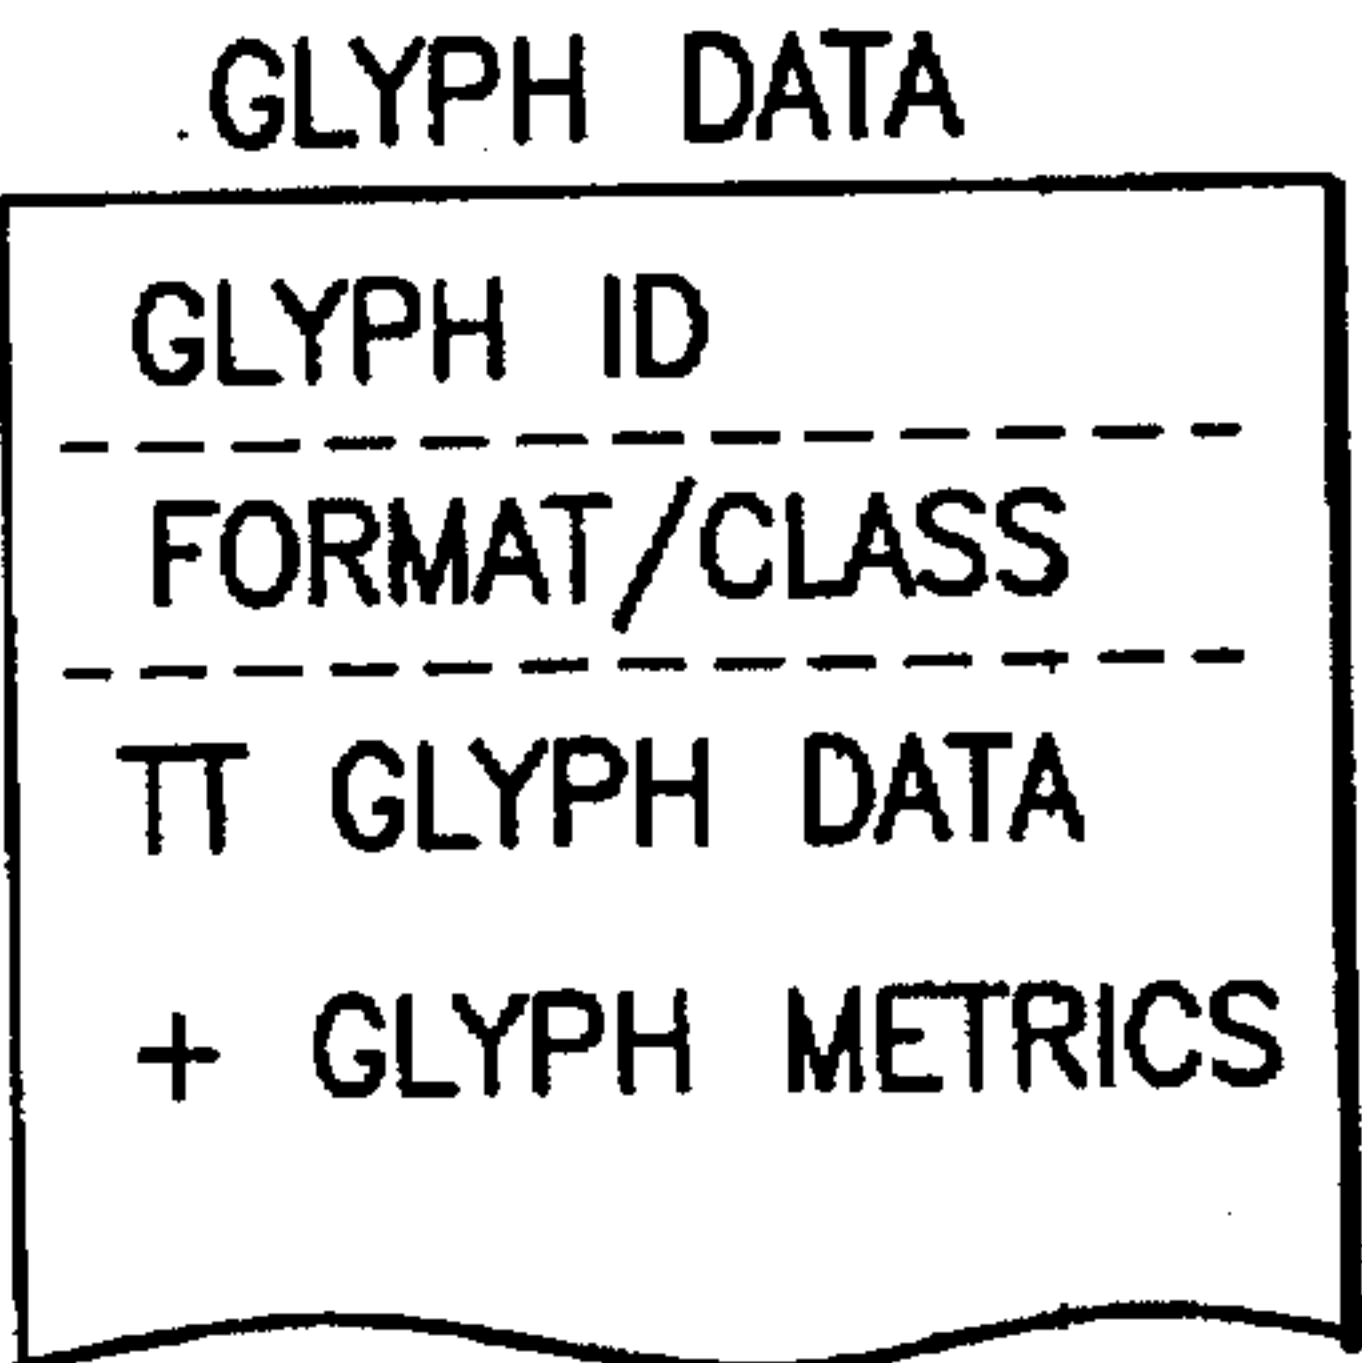 GLYPH DATA
GLYPH ID
FORMAT/CLASS
TT GLYPH DATA
+ GLYPH METRICS